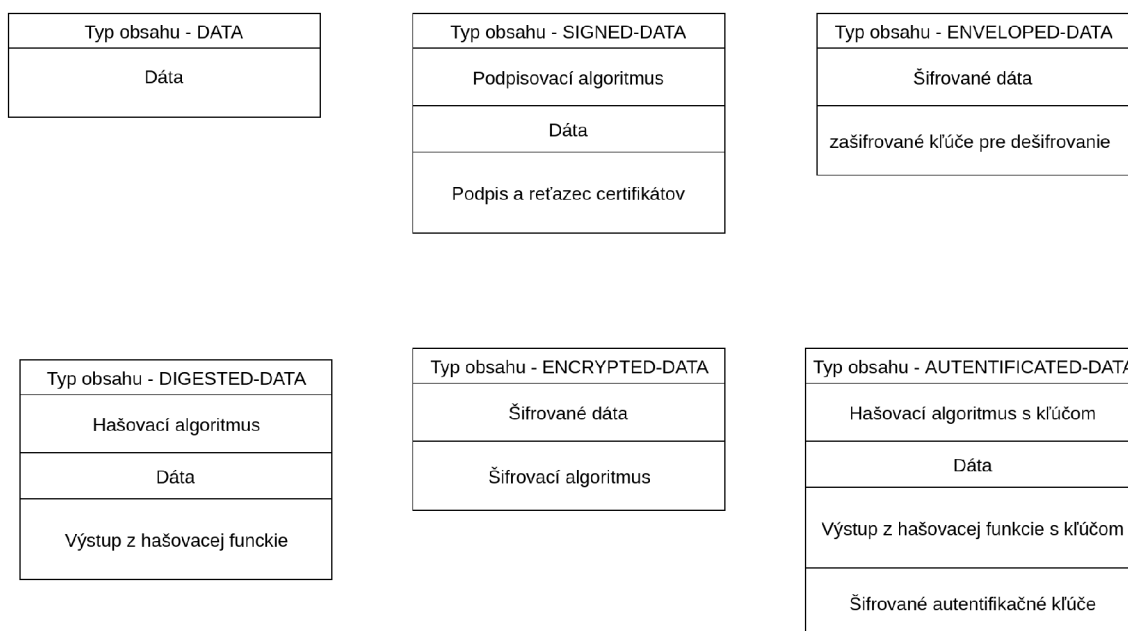 Typ obsahu - DATA
Dáta
Typ obsahu - SIGNED-DATA
Podpisovací algoritmus
Dáta
Podpis a reťazec certifikátov
Typ obsahu - ENVELOPED-DATA
Šifrované dáta
zašifrované kľúče pre dešifrovanie
Typ obsahu - DIGESTED-DATA
Hašovací algoritmus
Dáta
Výstup z hašovacej funckie
Typ obsahu - ENCRYPTED-DATA
Šifrované dáta
Šifrovací algoritmus
Typ obsahu - AUTENTIFICATED-DATA
Hašovací algoritmus s kľúčom
Dáta
Výstup z hašovacej funkcie s kľúčom
Šifrované autentifikačné kľúče